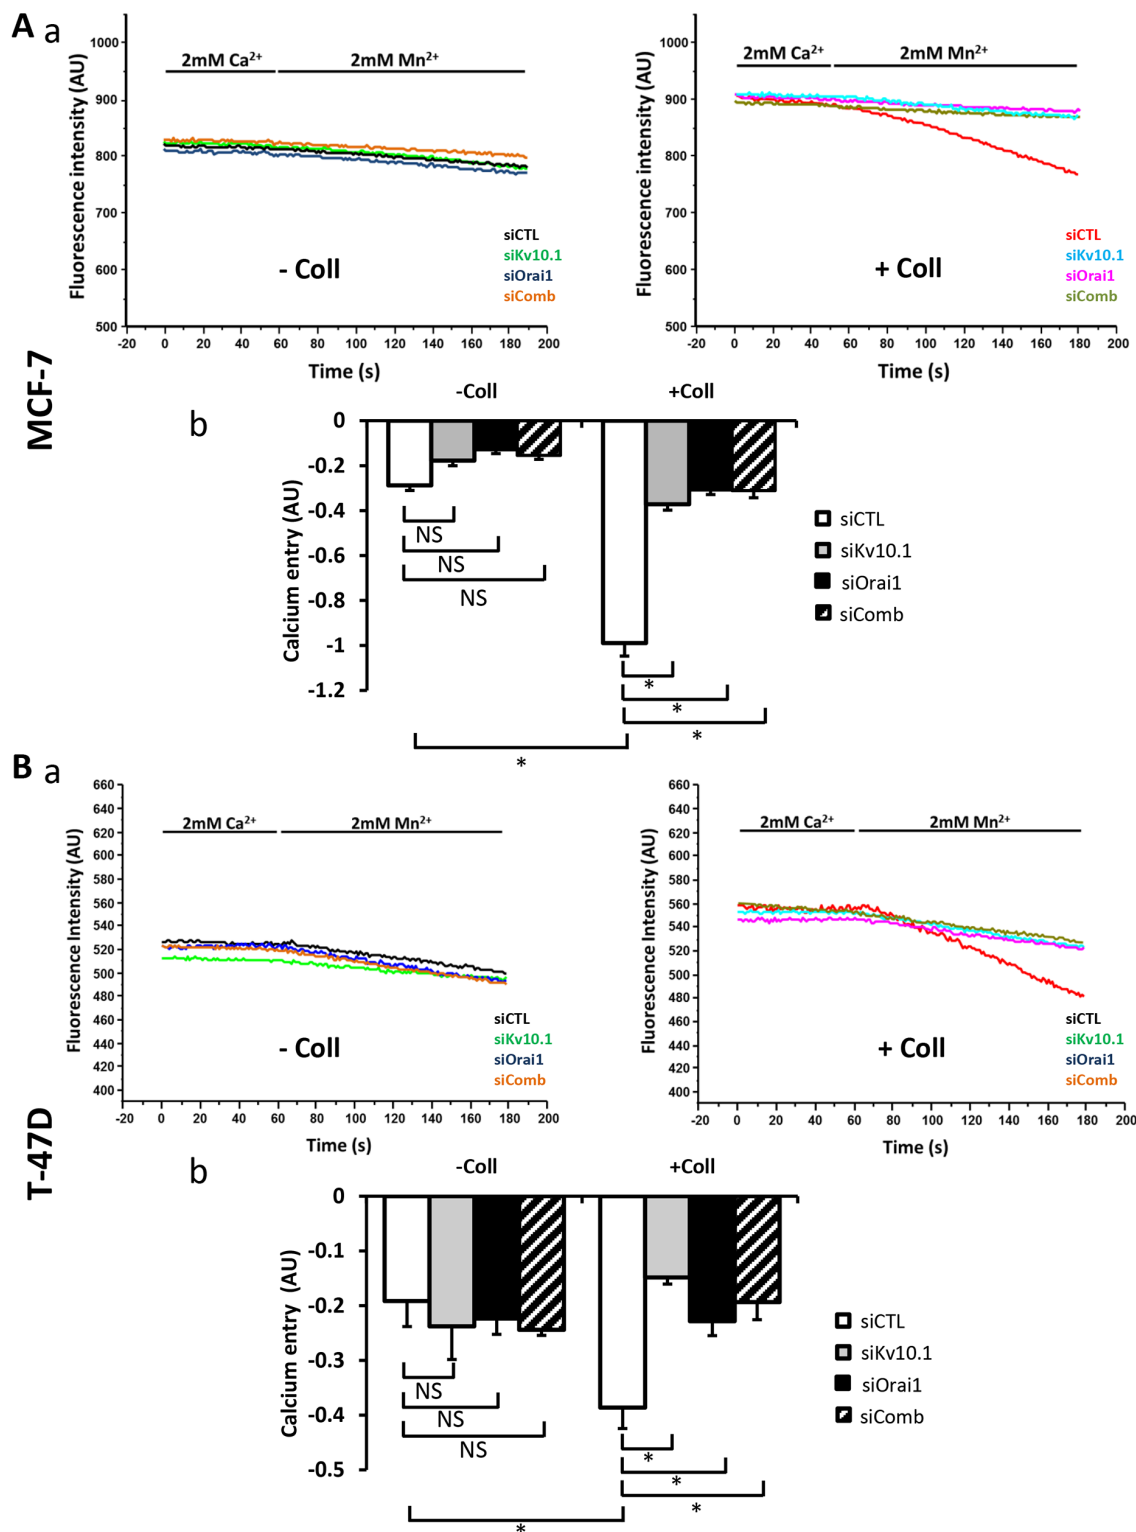 A a
2mM Ca²⁺ 2mM Mn²⁺
Fluorescence intensity (AU)
1000
900
800
700
600
500
-20 0 20 40 60 80 100 120 140 160 180 200
Time (s)
- Coll
siCTL
siKv10.1
siOrai1
siComb
2mM Ca²⁺ 2mM Mn²⁺
Fluorescence intensity (AU)
1000
900
800
700
600
500
-20 0 20 40 60 80 100 120 140 160 180 200
Time (s)
+ Coll
siCTL
siKv10.1
siOrai1
siComb
MCF-7
b
-Coll +Coll
Calcium entry (AU)
0
-0.2
-0.4
-0.6
-0.8
-1
-1.2
NS
NS
NS
*
*
*
*
siCTL
siKv10.1
siOrai1
siComb
B a
2mM Ca²⁺ 2mM Mn²⁺
Fluorescence Intensity (AU)
660
640
620
600
580
560
540
520
500
480
460
440
420
400
-20 0 20 40 60 80 100 120 140 160 180 200
Time (s)
- Coll
siCTL
siKv10.1
siOrai1
siComb
2mM Ca²⁺ 2mM Mn²⁺
Fluorescence Intensity (AU)
660
640
620
600
580
560
540
520
500
480
460
440
420
400
-20 0 20 40 60 80 100 120 140 160 180 200
Time (s)
+ Coll
siCTL
siKv10.1
siOrai1
siComb
T-47D
b
-Coll +Coll
Calcium entry (AU)
0
-0.1
-0.2
-0.3
-0.4
-0.5
NS
NS
NS
*
*
*
*
siCTL
siKv10.1
siOrai1
siComb